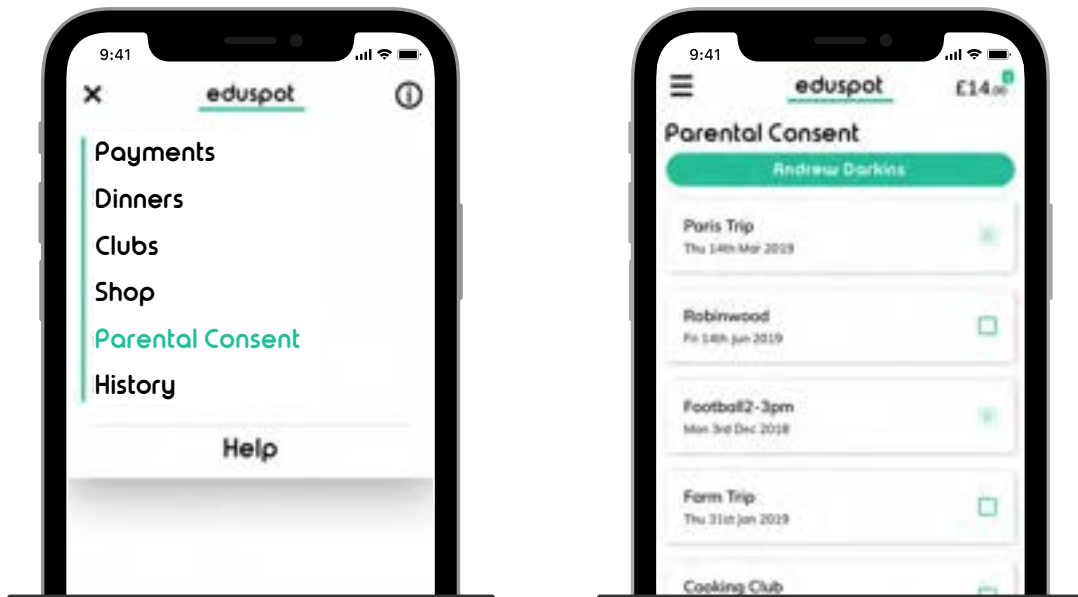 9:41
eduspot
Payments
Dinners
Clubs
Shop
Parental Consent
History
Help
9:41
eduspot
£14.00
Parental Consent
Andrew Darkins
Paris Trip
Thu 14th Mar 2019
Robinwood
Fri 14th Jun 2019
Football2-3pm
Mon 3rd Dec 2018
Farm Trip
Thu 31st Jan 2019
Cooking Club